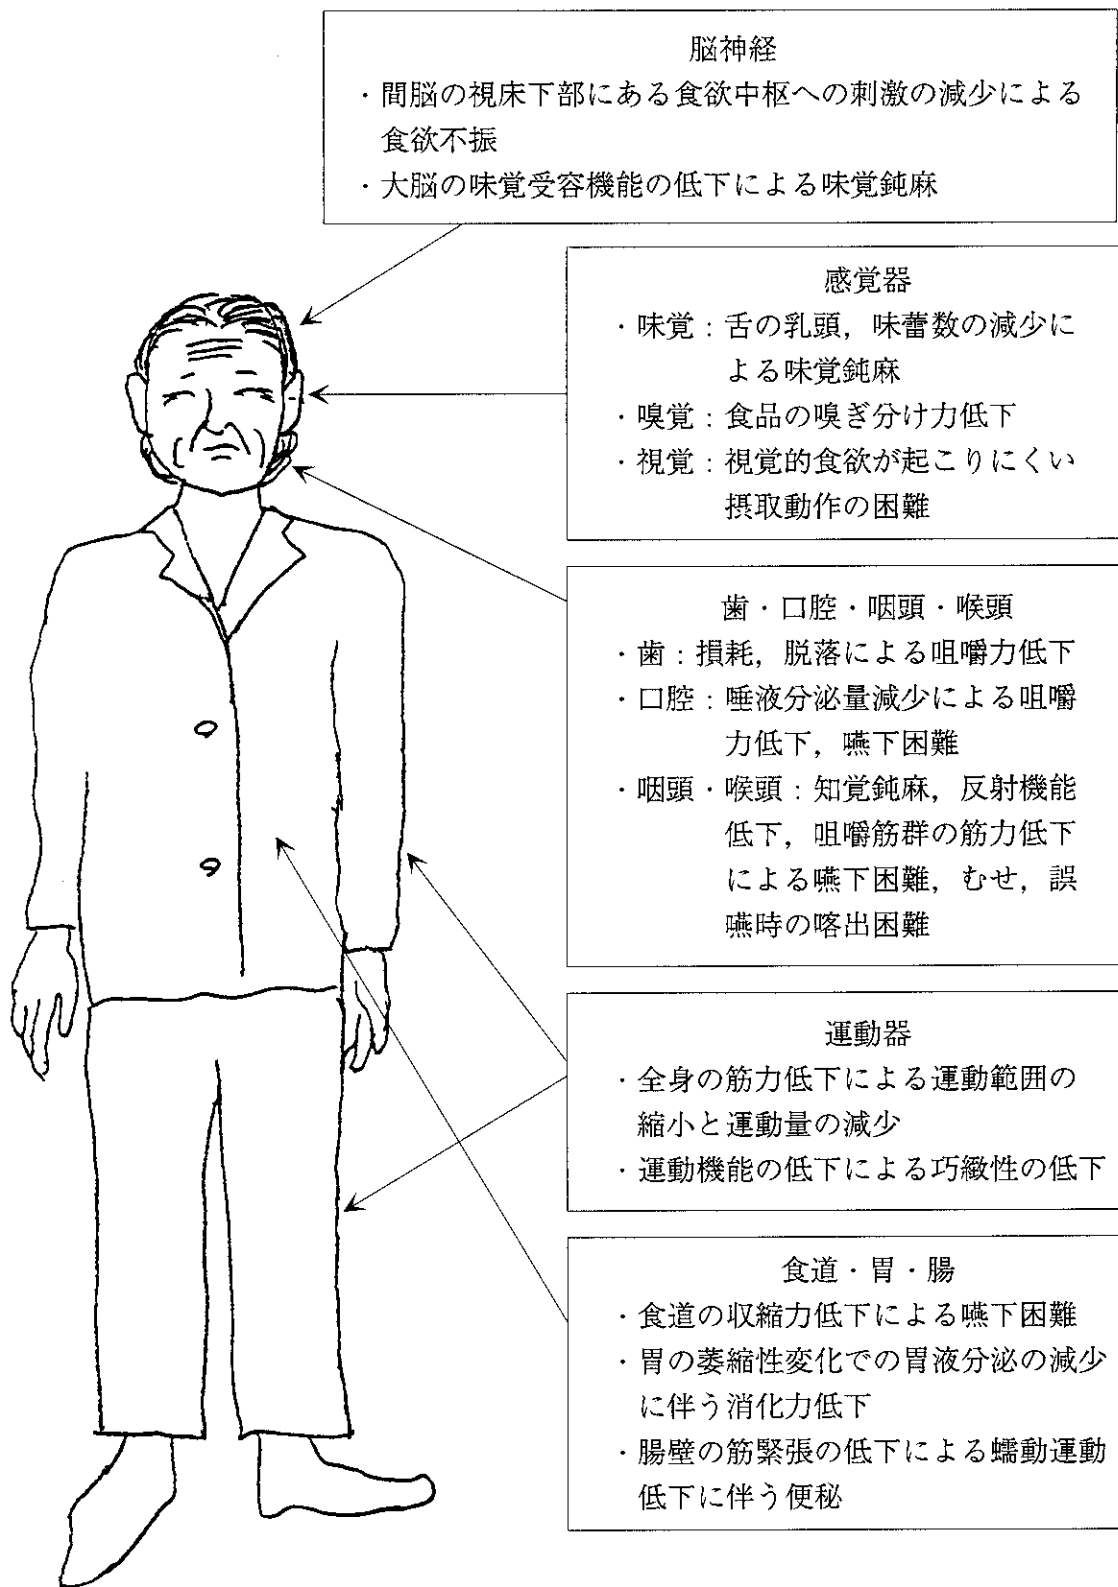 脳神経
・間脳の視床下部にある食欲中枢への刺激の減少による
食欲不振
・大脳の味覚受容機能の低下による味覚鈍麻
感覚器
・味覚：舌の乳頭，味蕾数の減少に
よる味覚鈍麻
・嗅覚：食品の嗅ぎ分け力低下
・視覚：視覚的食欲が起こりにくい
摂取動作の困難
歯・口腔・咽頭・喉頭
・歯：損耗，脱落による咀嚼力低下
・口腔：唾液分泌量減少による咀嚼
力低下，嚥下困難
・咽頭・喉頭：知覚鈍麻，反射機能
低下，咀嚼筋群の筋力低下
による嚥下困難，むせ，誤
嚥時の喀出困難
運動器
・全身の筋力低下による運動範囲の
縮小と運動量の減少
・運動機能の低下による巧緻性の低下
食道・胃・腸
・食道の収縮力低下による嚥下困難
・胃の萎縮性変化での胃液分泌の減少
に伴う消化力低下
・腸壁の筋緊張の低下による蠕動運動
低下に伴う便秘